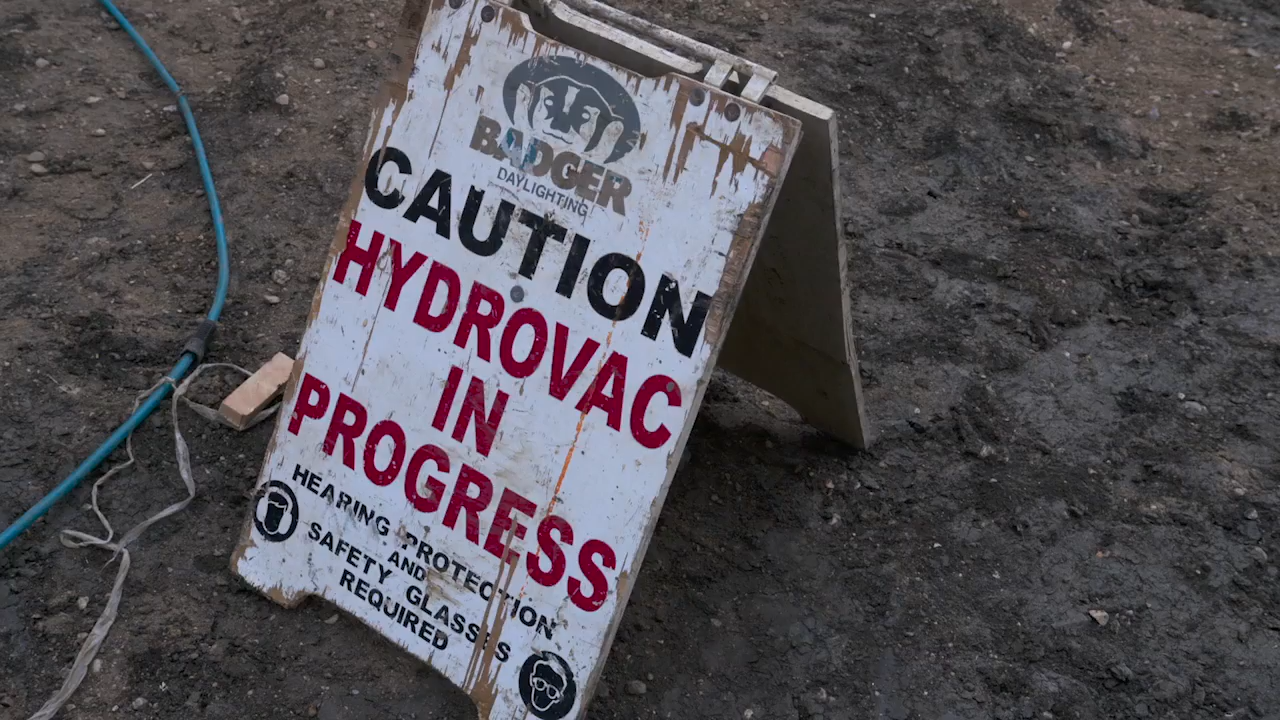 BADGER
DAYLIGHTING
CAUTION
HYDROVAC
IN
PROGRESS
HEARING PROTECTION
AND
SAFETY GLASSES
REQUIRED